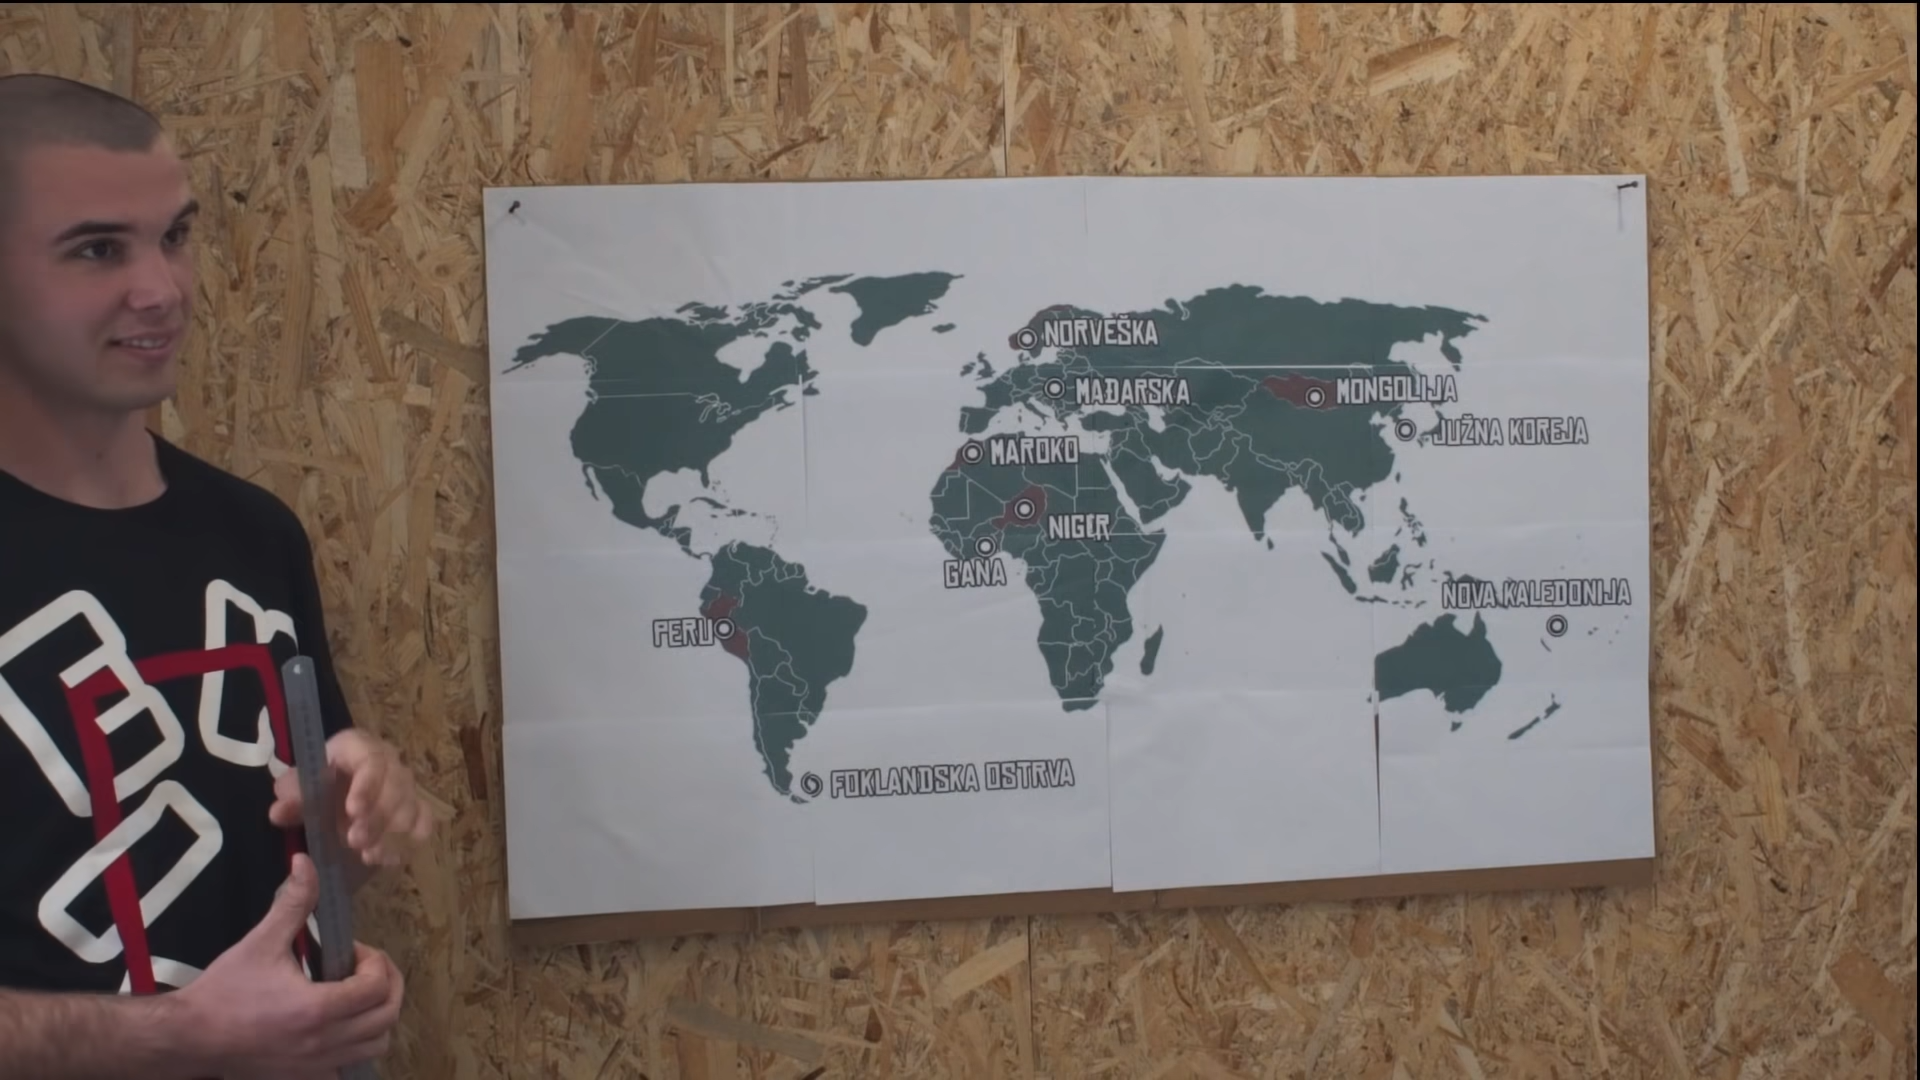 NORVEŠKA
MAĐARSKA
MONGOLIJA
JUŽNA KOREJA
MAROKO
NIGER
GANA
NOVA KALEDONIJA
PERU
FOKLANDSKA OSTRVA